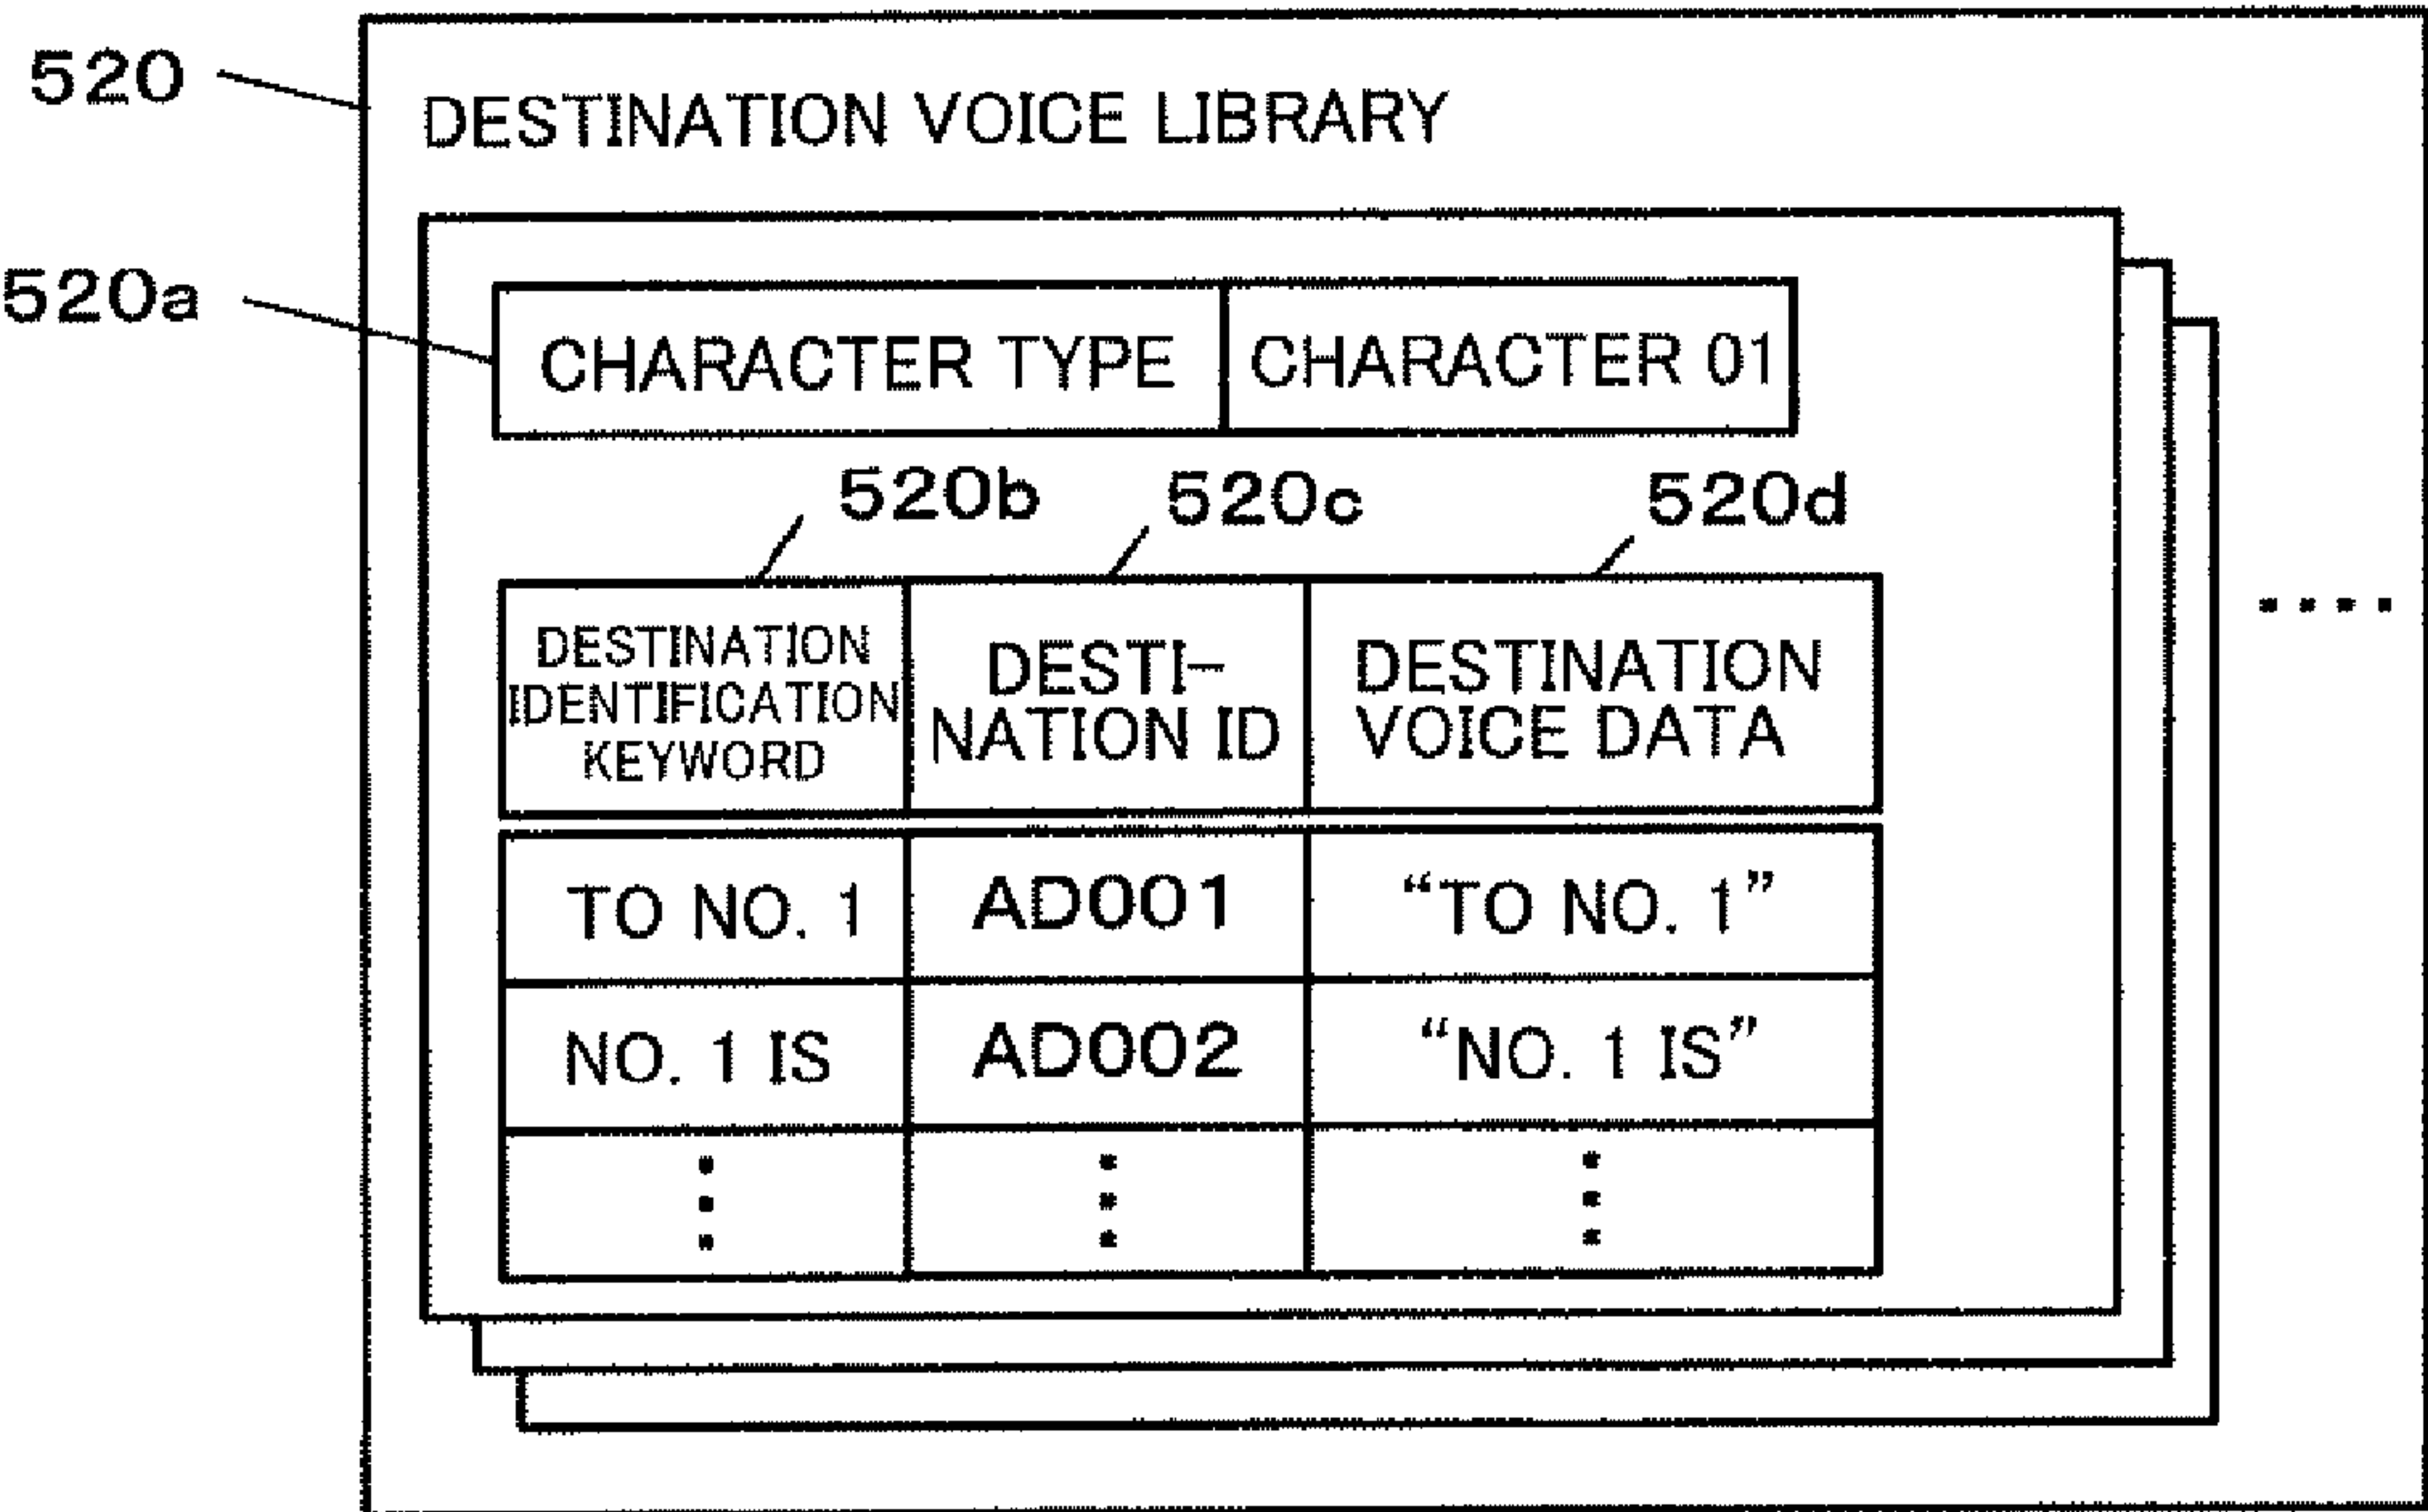 520
DESTINATION VOICE LIBRARY
520a
CHARACTER TYPE CHARACTER 01
520b 520c 520d
DESTINATION
IDENTIFICATION
KEYWORD
DESTI-
NATION ID
DESTINATION
VOICE DATA
TO NO. 1 AD001 “TO NO. 1”
NO. 1 IS AD002 “NO. 1 IS”